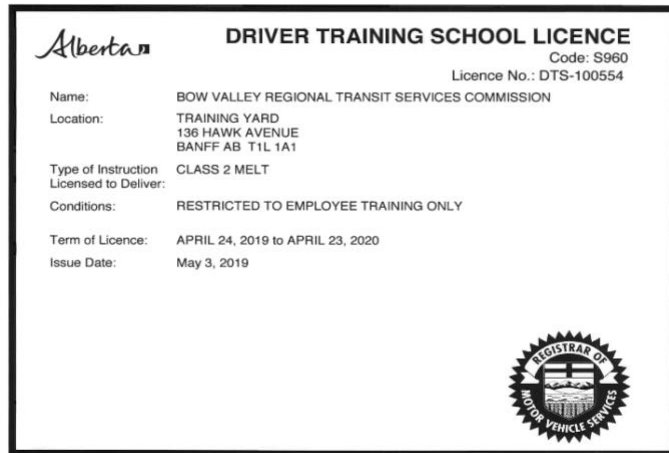 Alberta
DRIVER TRAINING SCHOOL LICENCE
Code: S960
Licence No.: DTS-100554
Name: BOW VALLEY REGIONAL TRANSIT SERVICES COMMISSION
Location: TRAINING YARD
136 HAWK AVENUE
BANFF AB T1L 1A1
Type of Instruction CLASS 2 MELT
Licensed to Deliver:
Conditions: RESTRICTED TO EMPLOYEE TRAINING ONLY
Term of Licence: APRIL 24, 2019 to APRIL 23, 2020
Issue Date: May 3, 2019
REGISTRAR OF
MOTOR VEHICLE SERVICES